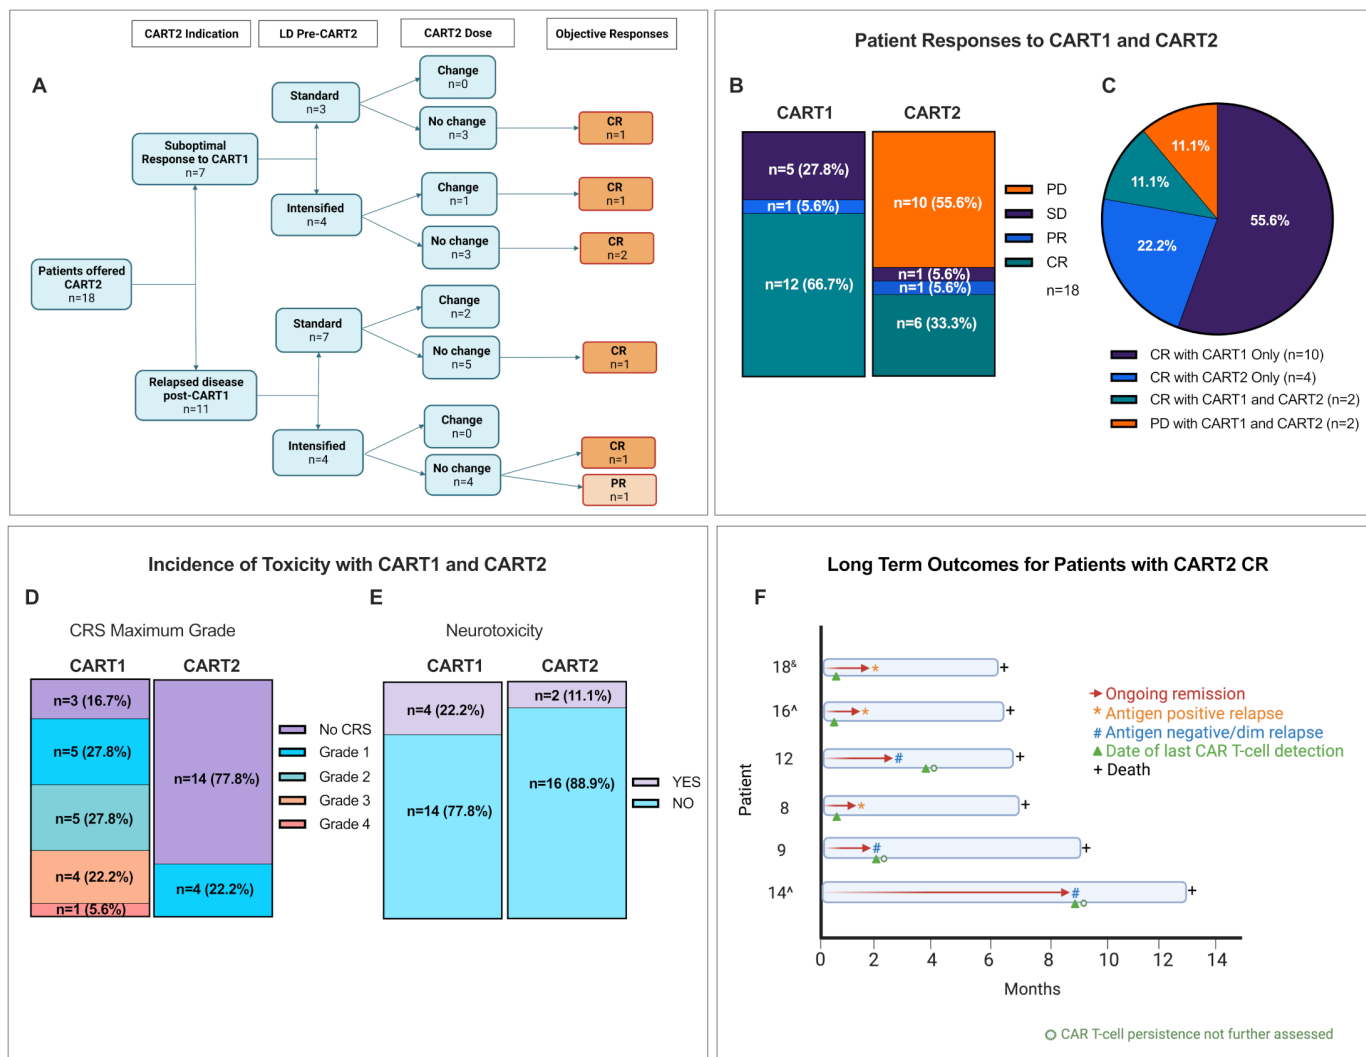 CART2 Indication
LD Pre-CART2
CART2 Dose
Objective Responses
A
Patients offered
CART2
n=18
Suboptimal
Response to CART1
n=7
Relapsed disease
post-CART1
n=11
Standard
n=3
Intensified
n=4
Standard
n=7
Intensified
n=4
Change
n=0
No change
n=3
Change
n=1
No change
n=3
Change
n=2
No change
n=5
Change
n=0
No change
n=4
CR
n=1
CR
n=1
CR
n=2
CR
n=1
CR
n=1
PR
n=1
Patient Responses to CART1 and CART2
B
CART1
CART2
n=5 (27.8%)
n=1 (5.6%)
n=12 (66.7%)
n=10 (55.6%)
n=1 (5.6%)
n=1 (5.6%)
n=6 (33.3%)
PD
SD
PR
CR
n=18
C
11.1%
11.1%
22.2%
55.6%
CR with CART1 Only (n=10)
CR with CART2 Only (n=4)
CR with CART1 and CART2 (n=2)
PD with CART1 and CART2 (n=2)
Incidence of Toxicity with CART1 and CART2
D
CRS Maximum Grade
CART1
CART2
n=3 (16.7%)
n=5 (27.8%)
n=5 (27.8%)
n=4 (22.2%)
n=1 (5.6%)
n=14 (77.8%)
n=4 (22.2%)
No CRS
Grade 1
Grade 2
Grade 3
Grade 4
E
Neurotoxicity
CART1
CART2
n=4 (22.2%)
n=14 (77.8%)
n=2 (11.1%)
n=16 (88.9%)
YES
NO
Long Term Outcomes for Patients with CART2 CR
F
Patient
18&
*
+
16^
*
+
12
#
+
8
*
+
9
#
+
14^
#
+
0 2 4 6 8 10 12 14
Months
Ongoing remission
* Antigen positive relapse
# Antigen negative/dim relapse
Date of last CAR T-cell detection
+ Death
CAR T-cell persistence not further assessed